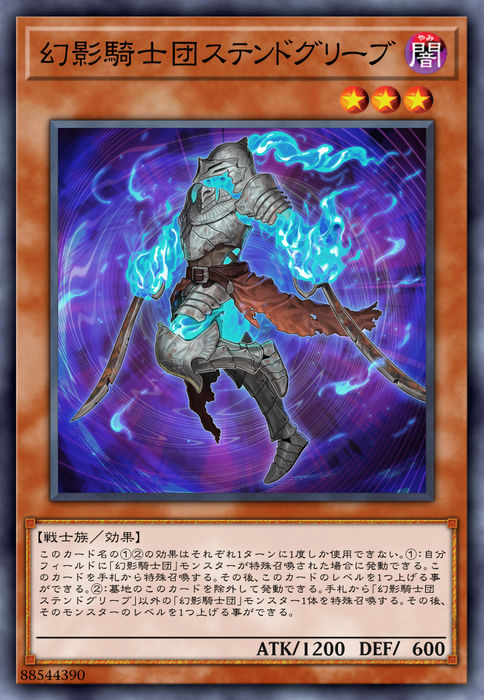 幻影騎士団ステンドグリーブ
やみ
闇
【戦士族／効果】
このカード名の①②の効果はそれぞれ1ターンに1度しか使用できない。①:自分
フィールドに「幻影騎士団」モンスターが特殊召喚された場合に発動できる。こ
のカードを手札から特殊召喚する。その後、このカードのレベルを1つ上げる事
ができる。②:墓地のこのカードを除外して発動できる。手札から「幻影騎士団
ステンドグリーブ」以外の「幻影騎士団」モンスター1体を特殊召喚する。その後、
そのモンスターのレベルを1つ上げる事ができる。
ATK/1200 DEF/ 600
88544390